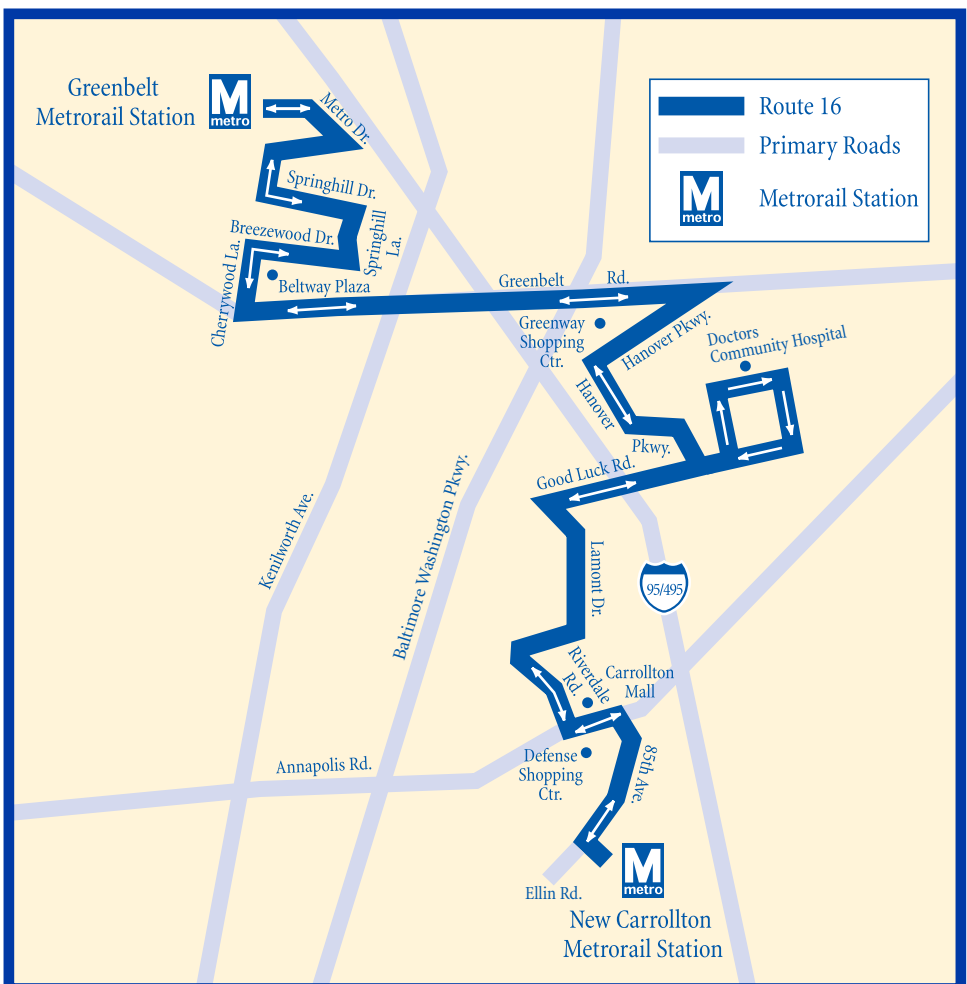 Greenbelt
Metrorail Station
M
metro
Metro Dr.
Route 16
Primary Roads
M
metro
Metrorail Station
Springhill Dr.
Springhill
La.
Breezewood Dr.
Cherrywood La.
Beltway Plaza
Greenbelt Rd.
Greenway
Shopping
Ctr.
Hanover Pkwy.
Doctors
Community Hospital
Hanover
Pkwy.
Good Luck Rd.
Kenilworth Ave.
Baltimore Washington Pkwy.
Lamont Dr.
95/495
Riverdale
Rd.
Carrollton
Mall
Annapolis Rd.
Defense
Shopping
Ctr.
85th Ave.
Ellin Rd.
M
metro
New Carrollton
Metrorail Station